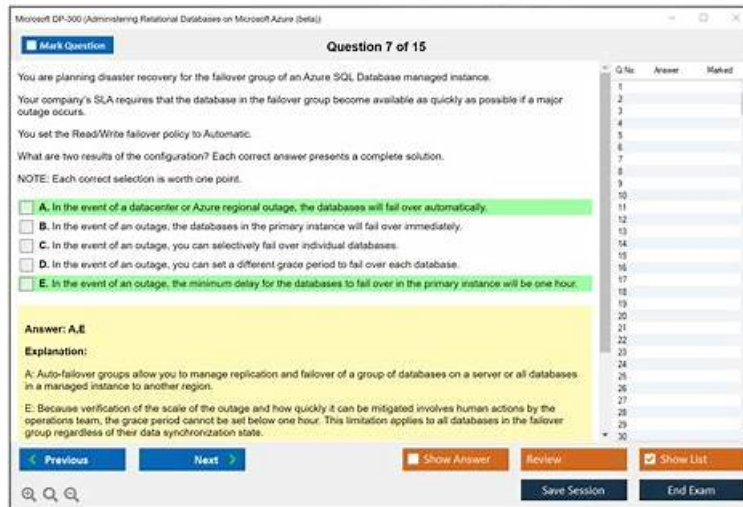 Microsoft DP-300 (Administering Relational Databases on Microsoft Azure (beta))
Mark Question
Question 7 of 15
You are planning disaster recovery for the failover group of an Azure SQL Database managed instance.
Your company's SLA requires that the database in the failover group become available as quickly as possible if a major
outage occurs.
You set the Read/Write failover policy to Automatic.
What are two results of the configuration? Each correct answer presents a complete solution.
NOTE: Each correct selection is worth one point.
A. In the event of a datacenter or Azure regional outage, the databases will fail over automatically.
B. In the event of an outage, the databases in the primary instance will fail over immediately.
C. In the event of an outage, you can selectively fail over individual databases.
D. In the event of an outage, you can set a different grace period to fail over each database.
E. In the event of an outage, the minimum delay for the databases to fail over in the primary instance will be one hour.
Answer: A,E
Explanation:
A: Auto-failover groups allow you to manage replication and failover of a group of databases on a server or all databases
in a managed instance to another region.
E: Because verification of the scale of the outage and how quickly it can be mitigated involves human actions by the
operations team, the grace period cannot be set below one hour. This limitation applies to all databases in the failover
group regardless of their data synchronization state.
Q.No. Answer Marked
1
2
3
4
5
6
7
8
9
10
11
12
13
14
15
16
17
18
19
20
21
22
23
24
25
26
27
28
29
30
Previous
Next
Show Answer
Review
Show List
Save Session
End Exam